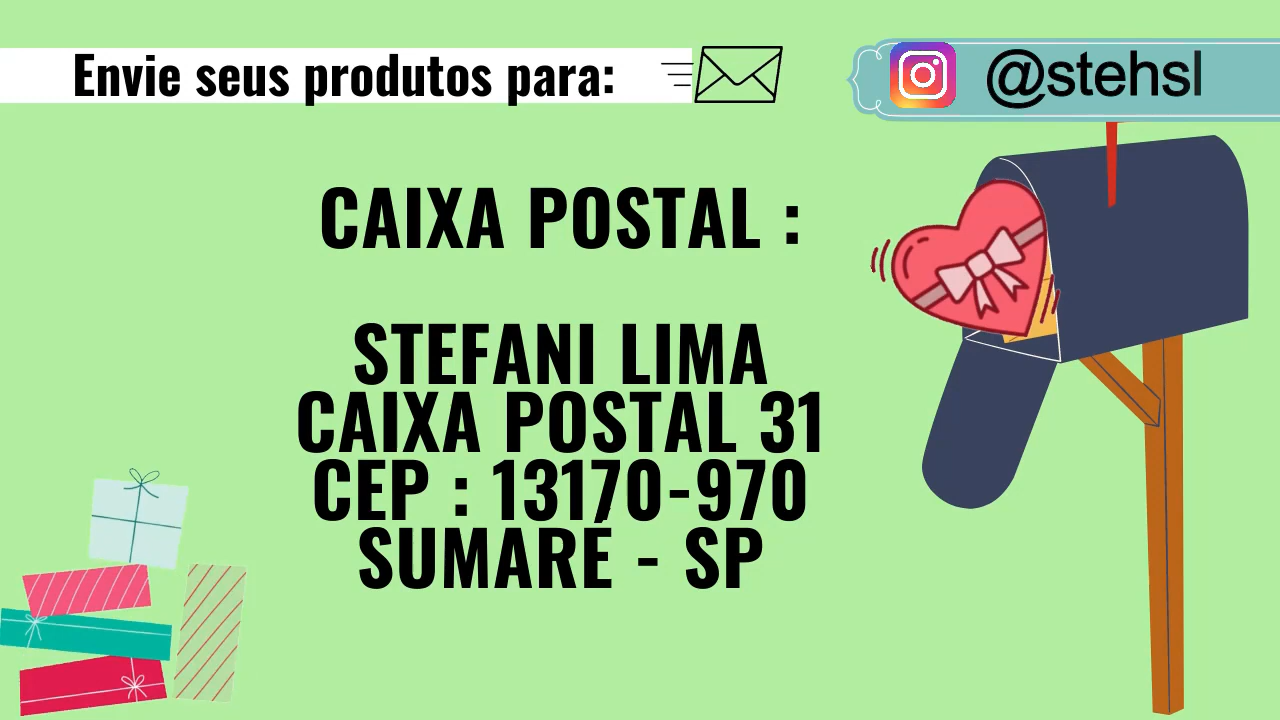 Envie seus produtos para:
@stehsl
CAIXA POSTAL :
STEFANI LIMA
CAIXA POSTAL 31
CEP : 13170-970
SUMARÉ - SP